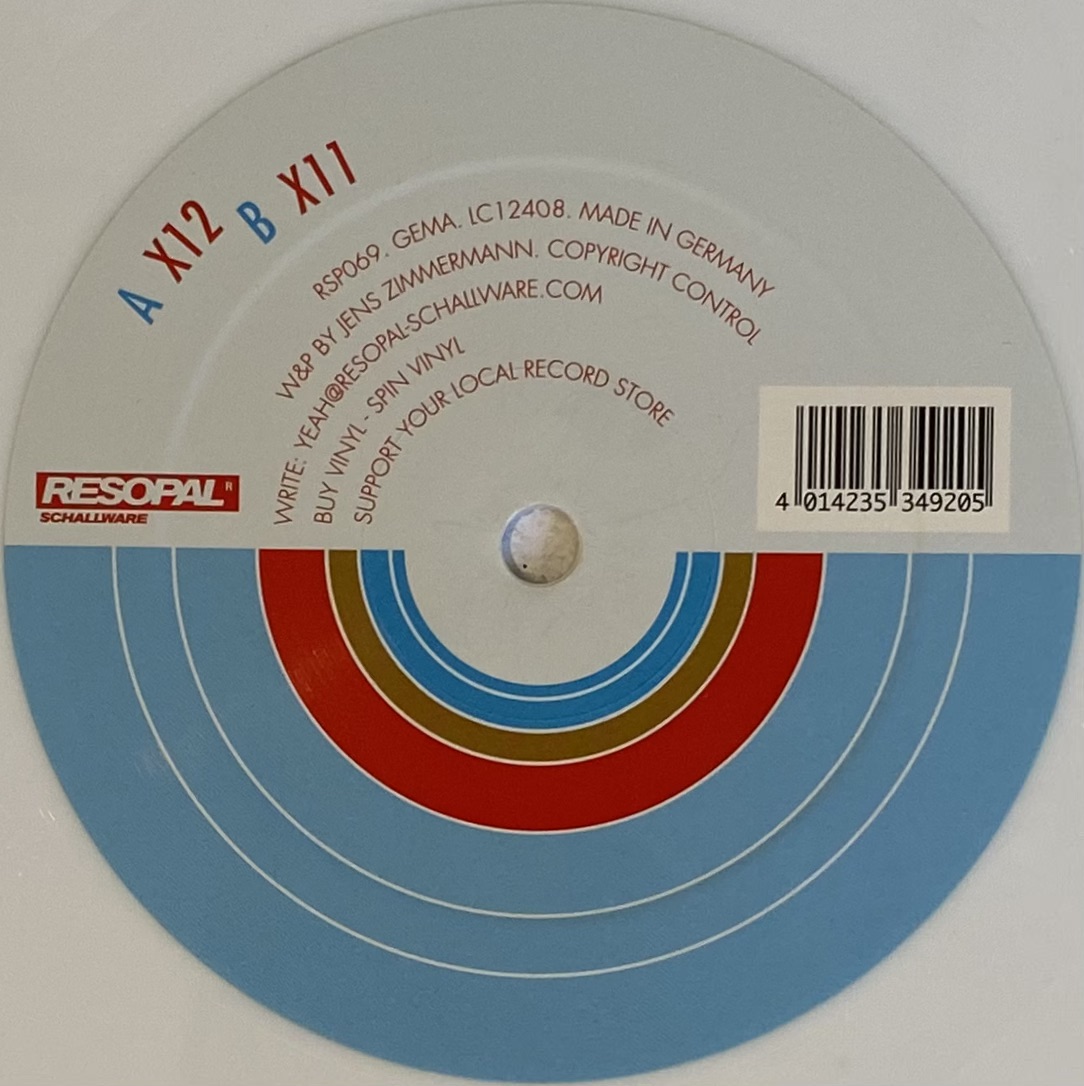 A X12
B X11
RSP069. GEMA. LC12408. MADE IN GERMANY
W&P BY JENS ZIMMERMANN. COPYRIGHT CONTROL
WRITE: YEAH@RESOPAL-SCHALLWARE.COM
BUY VINYL - SPIN VINYL
SUPPORT YOUR LOCAL RECORD STORE
RESOPAL R
SCHALLWARE
4 014235 349205